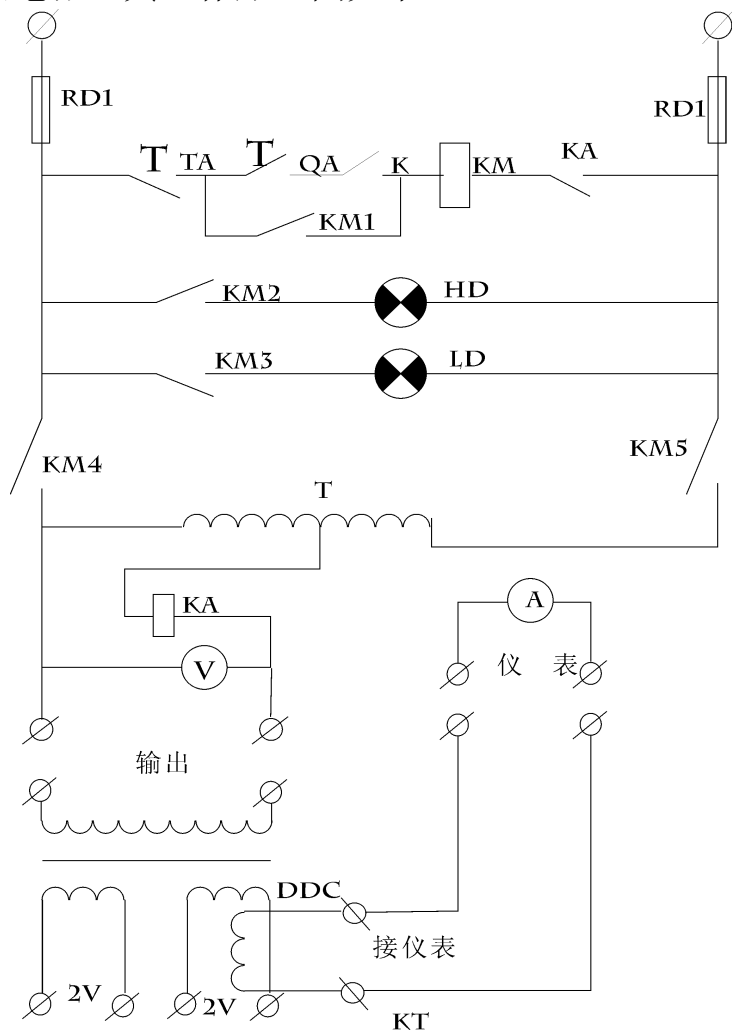 RD1
RD1
T TA T QA K KM KA
KM1
KM2 HD
KM3 LD
KM4 KM5
T
KA
A
V
仪 表
输出
DDC
接仪表
2V 2V
KT